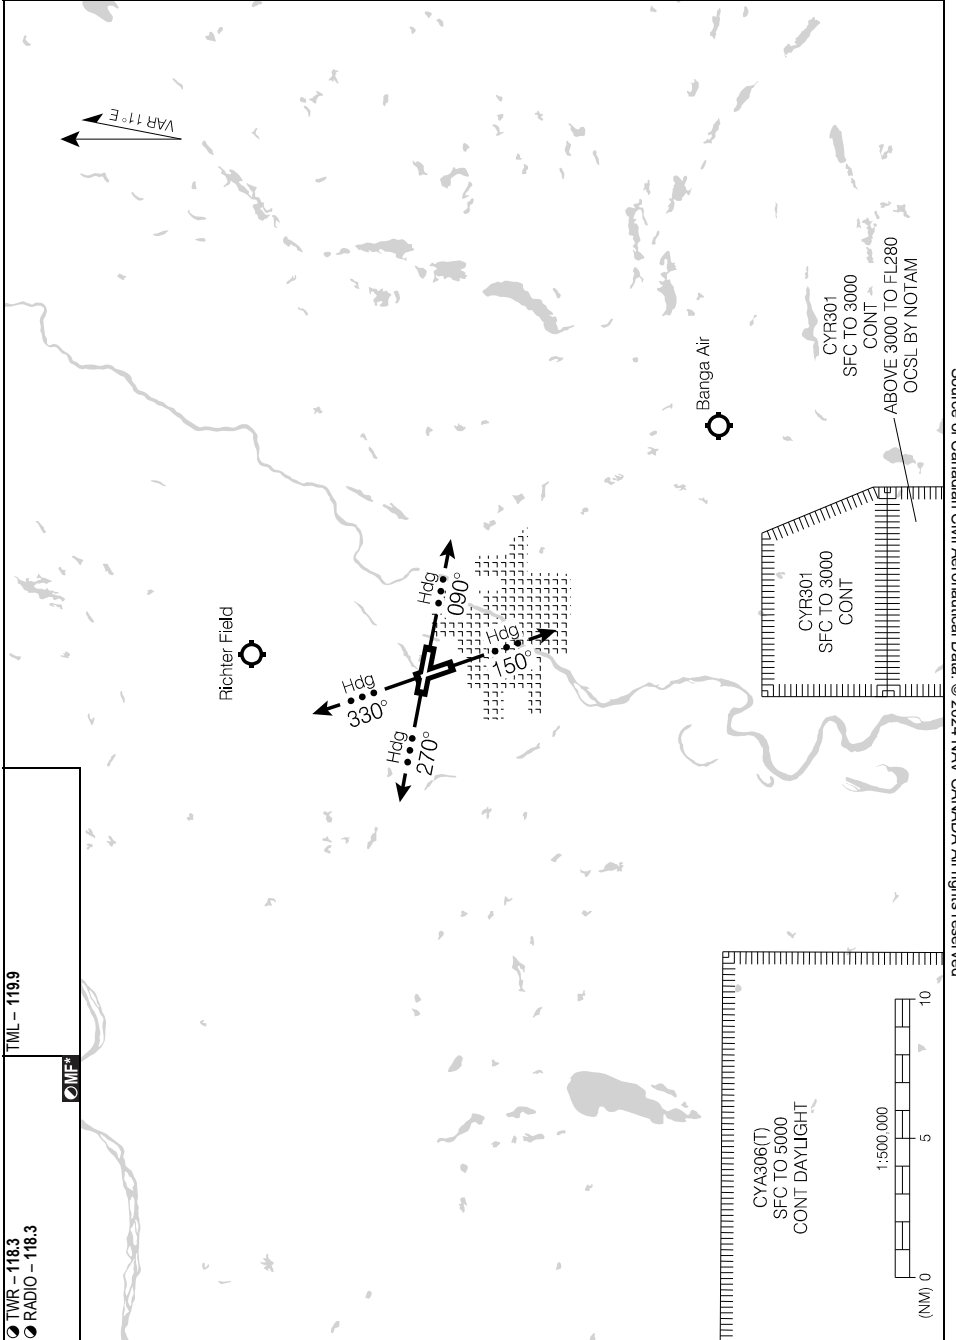 TWR – 118.3
RADIO – 118.3
MF*
TML – 119.9
VAR 11° E
Richter Field
Hdg
330°
Hdg
270°
Hdg
090°
Hdg
150°
Banga Air
CYR301
SFC TO 3000
CONT
ABOVE 3000 TO FL280
OCSL BY NOTAM
CYR301
SFC TO 3000
CONT
CYA306(T)
SFC TO 5000
CONT DAYLIGHT
1:500,000
(NM) 0 5 10
Source of Canadian Civil Aeronautical Data: © 2024 NAV CANADA All rights reserved